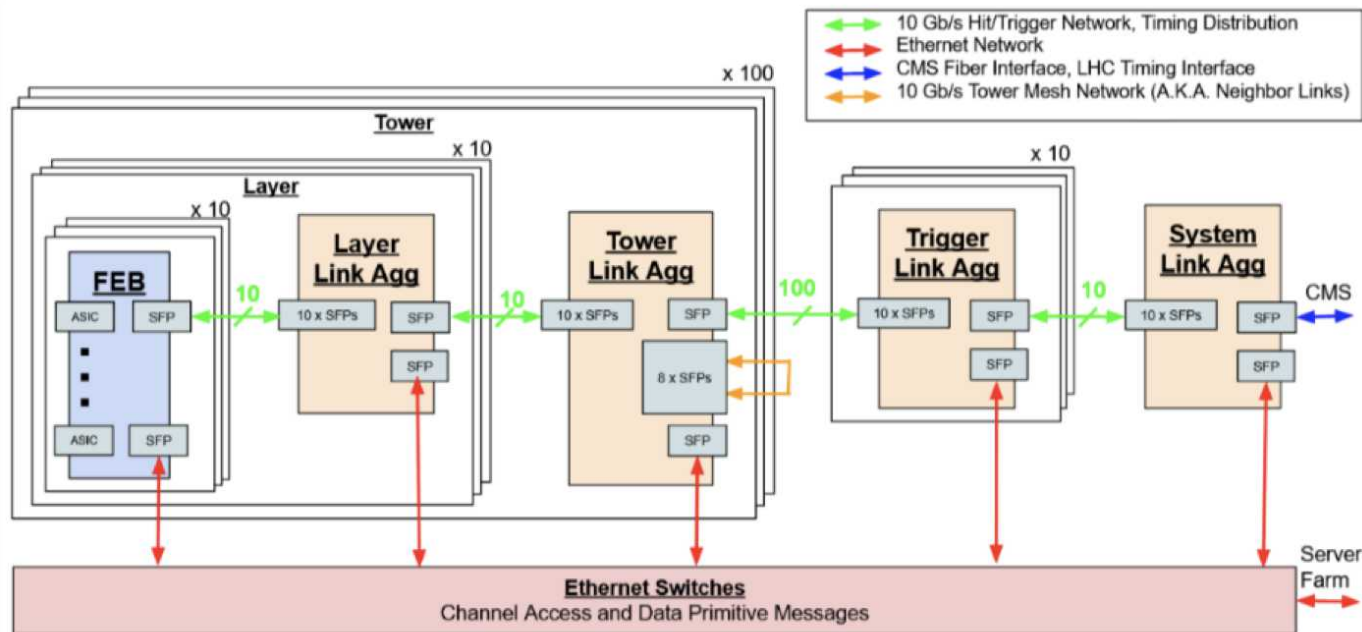 10 Gb/s Hit/Trigger Network, Timing Distribution
Ethernet Network
CMS Fiber Interface, LHC Timing Interface
10 Gb/s Tower Mesh Network (A.K.A. Neighbor Links)
x 100
Tower
x 10
Layer
x 10
FEB
ASIC
SFP
ASIC
SFP
10
Layer
Link Agg
10 x SFPs
SFP
SFP
10
Tower
Link Agg
10 x SFPs
SFP
8 x SFPs
SFP
100
x 10
Trigger
Link Agg
10 x SFPs
SFP
SFP
10
System
Link Agg
10 x SFPs
SFP
SFP
CMS
Ethernet Switches
Channel Access and Data Primitive Messages
Server
Farm